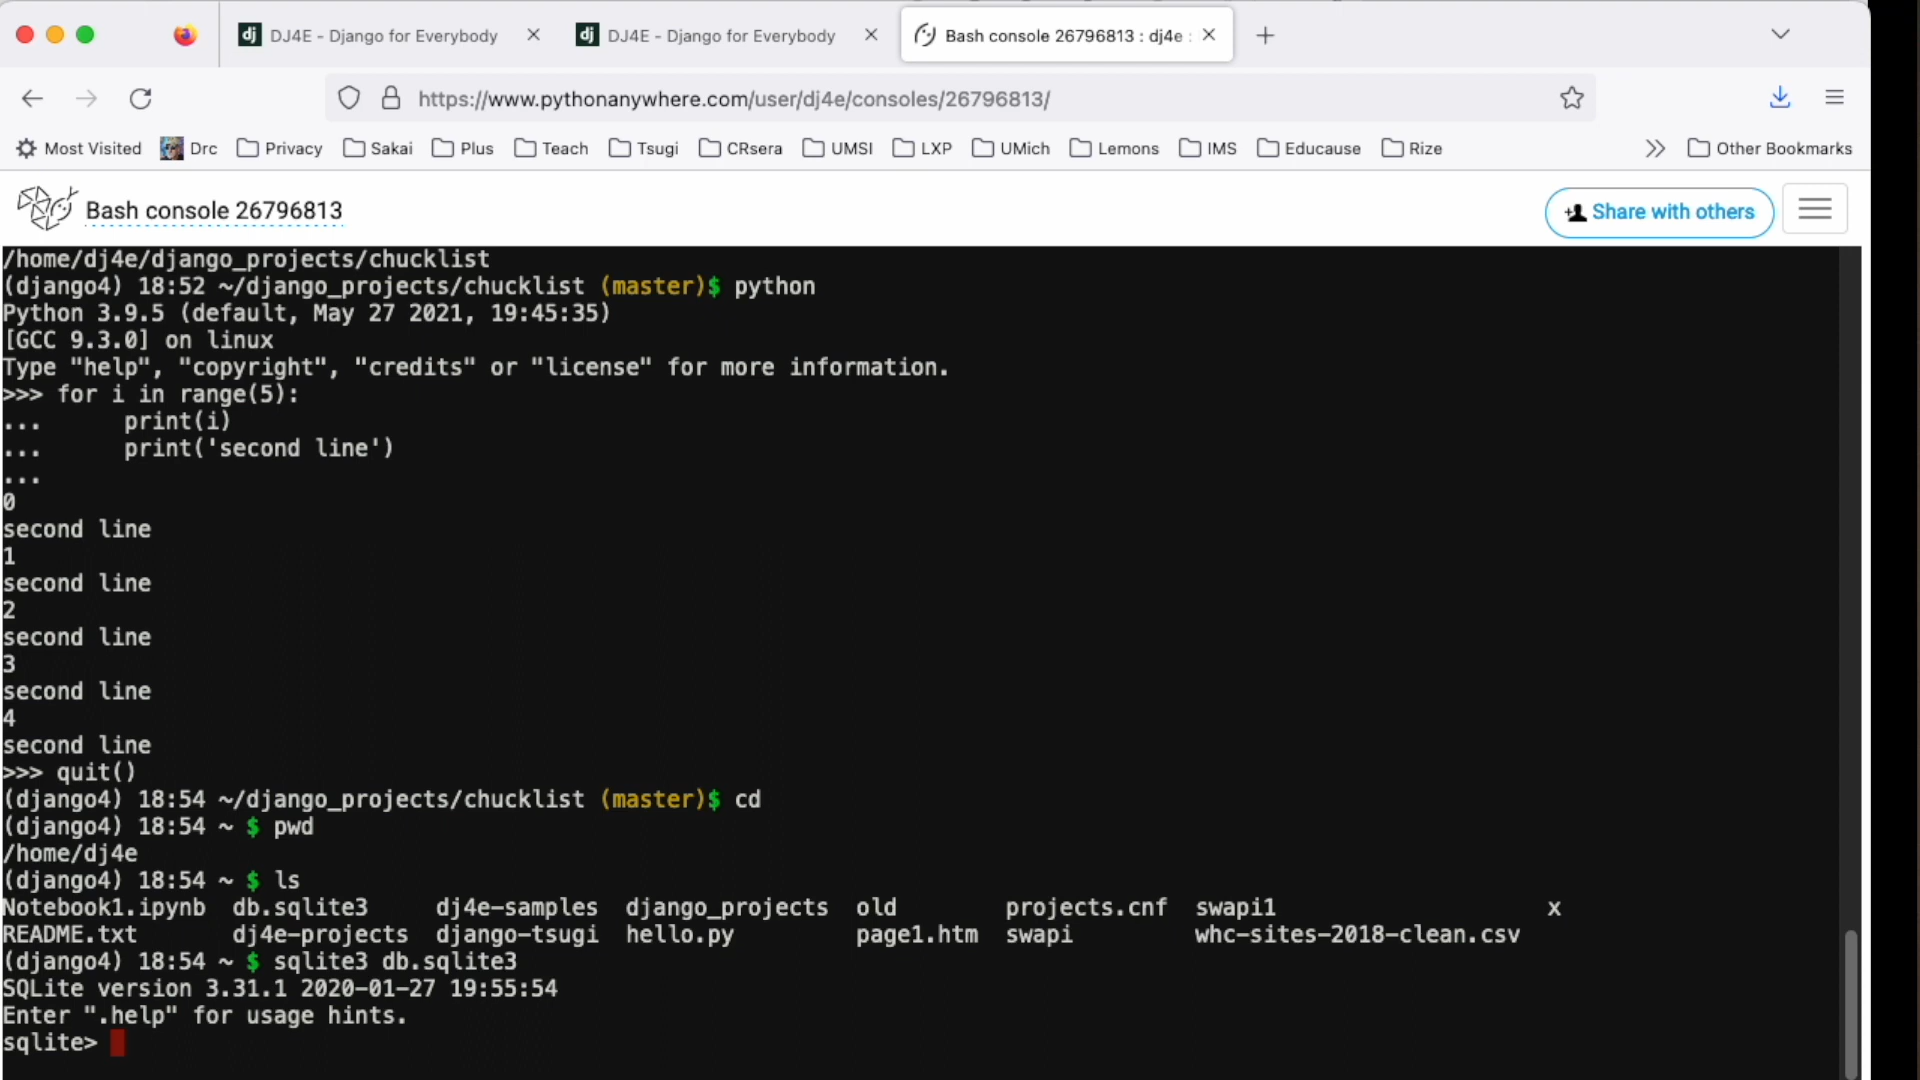 DJ4E - Django for Everybody
DJ4E - Django for Everybody
Bash console 26796813 : dj4e :
https://www.pythonanywhere.com/user/dj4e/consoles/26796813/
Most Visited Drc Privacy Sakai Plus Teach Tsugi CRsera UMSI LXP UMich Lemons IMS Educause Rize Other Bookmarks
Bash console 26796813
Share with others
/home/dj4e/django_projects/chucklist
(django4) 18:52 ~/django_projects/chucklist (master)$ python
Python 3.9.5 (default, May 27 2021, 19:45:35)
[GCC 9.3.0] on linux
Type "help", "copyright", "credits" or "license" for more information.
>>> for i in range(5):
...      print(i)
...      print('second line')
...
0
second line
1
second line
2
second line
3
second line
4
second line
>>> quit()
(django4) 18:54 ~/django_projects/chucklist (master)$ cd
(django4) 18:54 ~ $ pwd
/home/dj4e
(django4) 18:54 ~ $ ls
Notebook1.ipynb  db.sqlite3     dj4e-samples  django_projects  old        projects.cnf  swapi1                    x
README.txt       dj4e-projects  django-tsugi  hello.py         page1.htm  swapi         whc-sites-2018-clean.csv
(django4) 18:54 ~ $ sqlite3 db.sqlite3
SQLite version 3.31.1 2020-01-27 19:55:54
Enter ".help" for usage hints.
sqlite>